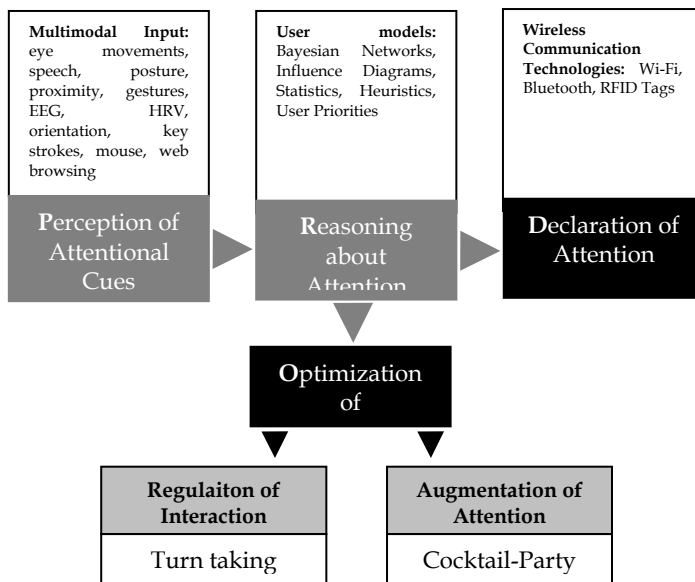 Multimodal Input:
eye movements,
speech, posture,
proximity, gestures,
EEG, HRV,
orientation, key
strokes, mouse, web
browsing
User models:
Bayesian Networks,
Influence Diagrams,
Statistics, Heuristics,
User Priorities
Wireless
Communication
Technologies: Wi-Fi,
Bluetooth, RFID Tags
Perception of
Attentional
Cues
Reasoning
about
Attention
Declaration of
Attention
Optimization
of
Regulaiton of
Interaction
Turn taking
Augmentation of
Attention
Cocktail-Party